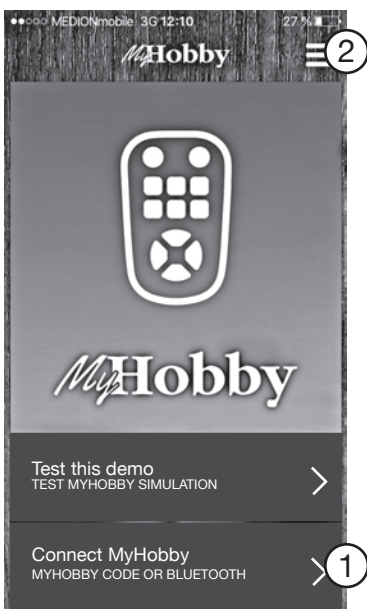 MEDIONmobile 3G 12:10 27 %
MyHobby
2
MyHobby
Test this demo
TEST MYHOBBY SIMULATION
Connect MyHobby
MYHOBBY CODE OR BLUETOOTH
1